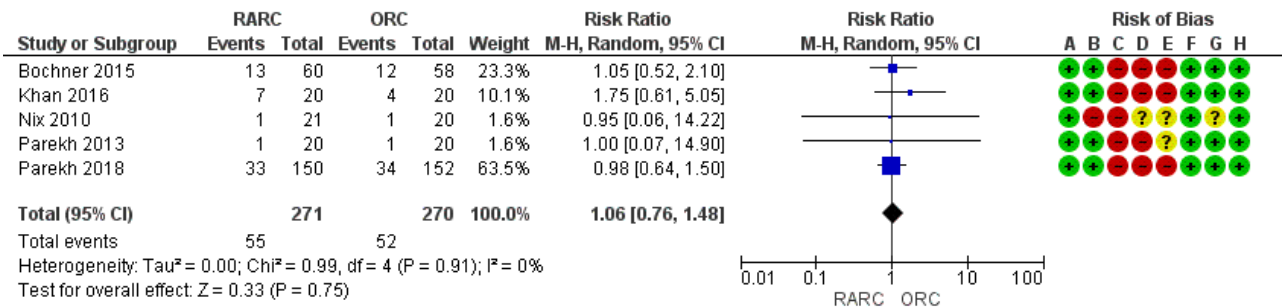 RARC ORC Risk Ratio Risk Ratio Risk of Bias
Study or Subgroup Events Total Events Total Weight M-H, Random, 95% CI M-H, Random, 95% CI A B C D E F G H
Bochner 2015 13 60 12 58 23.3% 1.05 [0.52, 2.10] + + - - - + + +
Khan 2016 7 20 4 20 10.1% 1.75 [0.61, 5.05] + + - - - + + +
Nix 2010 1 21 1 20 1.6% 0.95 [0.06, 14.22] + - - ? ? + ? +
Parekh 2013 1 20 1 20 1.6% 1.00 [0.07, 14.90] + + - - ? + + +
Parekh 2018 33 150 34 152 63.5% 0.98 [0.64, 1.50] + + - - - + + +
Total (95% CI) 271 270 100.0% 1.06 [0.76, 1.48]
Total events 55 52
Heterogeneity: Tau² = 0.00; Chi² = 0.99, df = 4 (P = 0.91); I² = 0%
Test for overall effect: Z = 0.33 (P = 0.75)
0.01 0.1 1 10 100
RARC ORC